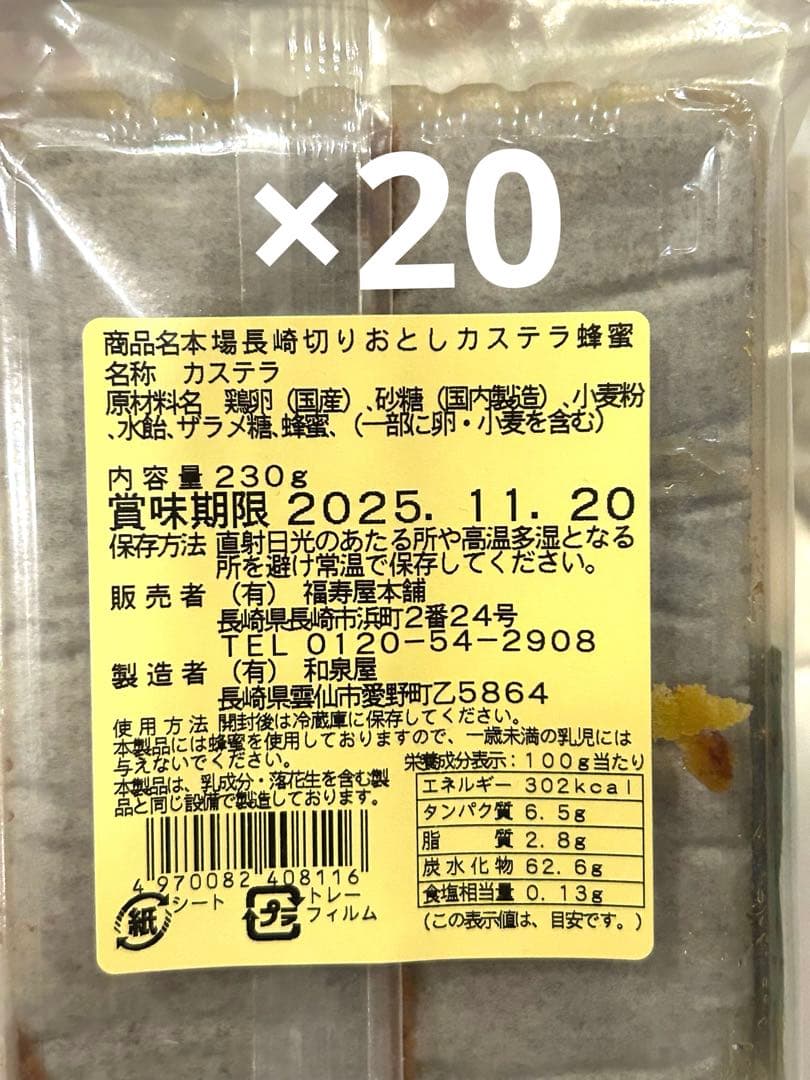 ×20
商品名本場長崎切りおとしカステラ蜂蜜
名称 カステラ
原材料名 鶏卵（国産）、砂糖（国内製造）、小麦粉
、水飴、ザラメ糖、蜂蜜、（一部に卵・小麦を含む）
内容量230g
賞味期限 2025. 11. 20
保存方法 直射日光のあたる所や高温多湿となる
所を避け常温で保存してください。
販売者 （有） 福寿屋本舗
長崎県長崎市浜町2番24号
TEL 0120-54-2908
製造者 （有） 和泉屋
長崎県雲仙市愛野町乙5864
使用方法 開封後は冷蔵庫に保存してください。
本製品には蜂蜜を使用しておりますので、一歳未満の乳児には
与えないでください。
本製品は、乳成分・落花生を含む製
品と同じ設備で製造しております。
栄養成分表示：100g当たり
エネルギー 302kcal
タンパク質 6.5g
脂質 2.8g
炭水化物 62.6g
食塩相当量 0.13g
（この表示値は、目安です。）
4 970082 408116
紙 シート
プラ トレー
フィルム